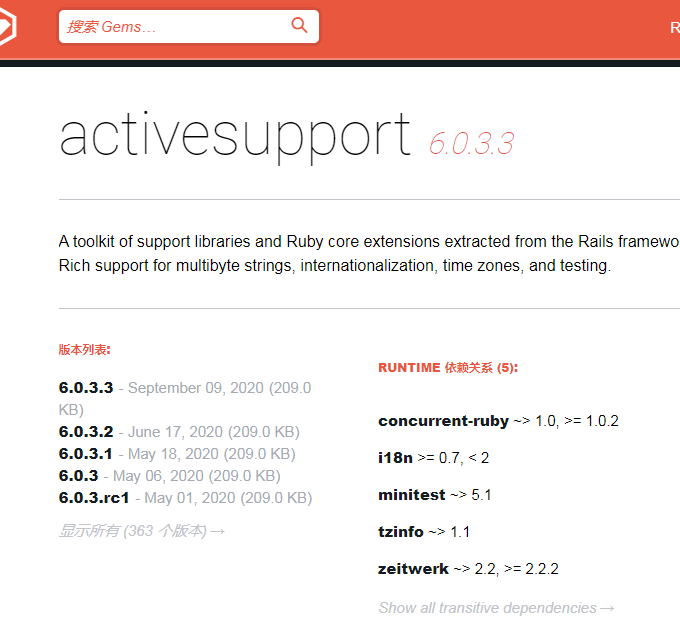 搜索 Gems…
R
activesupport 6.0.3.3
A toolkit of support libraries and Ruby core extensions extracted from the Rails framewo
Rich support for multibyte strings, internationalization, time zones, and testing.
版本列表:
6.0.3.3 - September 09, 2020 (209.0
KB)
6.0.3.2 - June 17, 2020 (209.0 KB)
6.0.3.1 - May 18, 2020 (209.0 KB)
6.0.3 - May 06, 2020 (209.0 KB)
6.0.3.rc1 - May 01, 2020 (209.0 KB)
显示所有 (363 个版本) →
RUNTIME 依赖关系 (5):
concurrent-ruby ~> 1.0, >= 1.0.2
i18n >= 0.7, < 2
minitest ~> 5.1
tzinfo ~> 1.1
zeitwerk ~> 2.2, >= 2.2.2
Show all transitive dependencies →